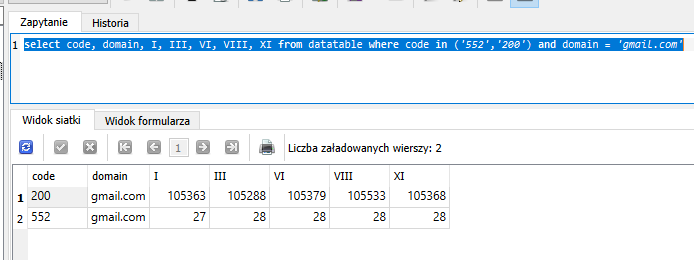 Zapytanie Historia
1 select code, domain, I, III, VI, VIII, XI from datatable where code in ('552','200') and domain = 'gmail.com'
Widok siatki Widok formularza
1 Liczba załadowanych wierszy: 2
code domain I III VI VIII XI
1 200 gmail.com 105363 105288 105379 105533 105368
2 552 gmail.com 27 28 28 28 28